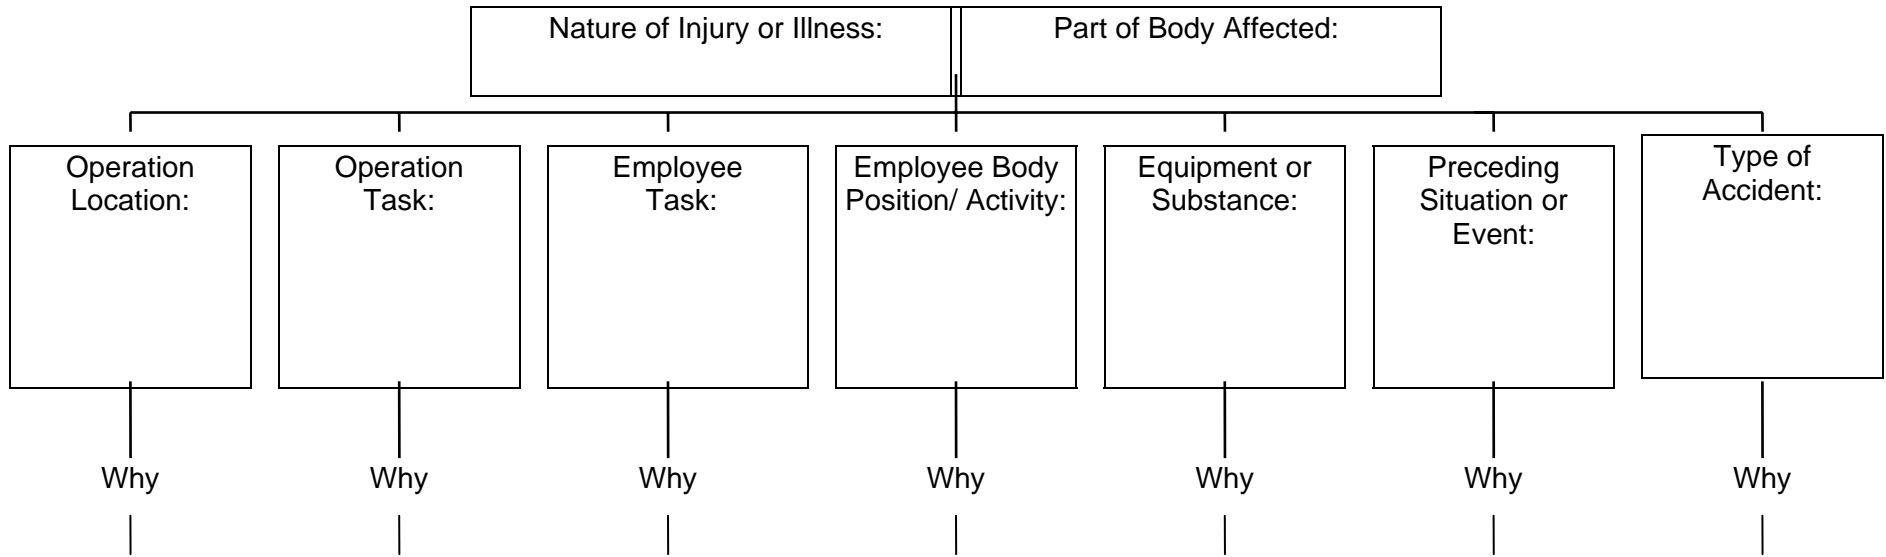 Nature of Injury or Illness:
Part of Body Affected:
Operation
Location:
Operation
Task:
Employee
Task:
Employee Body
Position/ Activity:
Equipment or
Substance:
Preceding
Situation or
Event:
Type of
Accident:
Why
Why
Why
Why
Why
Why
Why